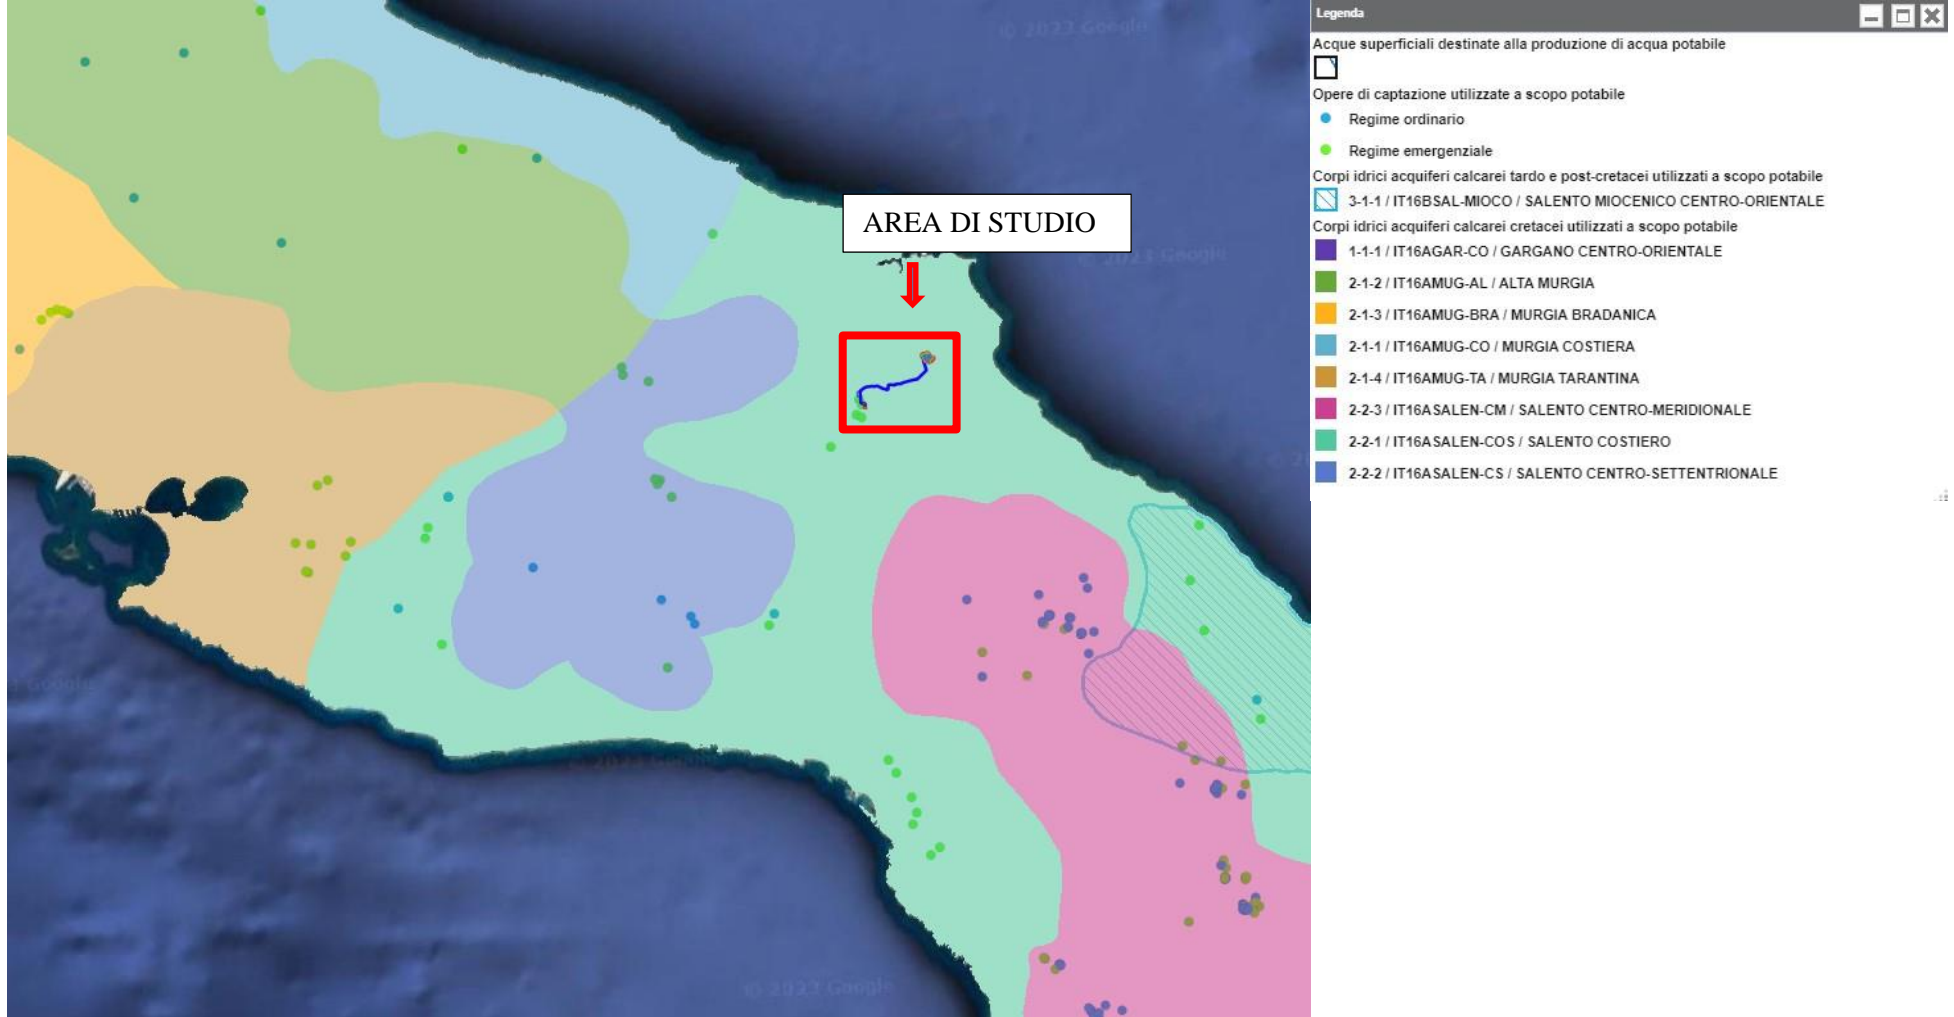 © 2023 Google
AREA DI STUDIO
© 2023 Google
Google
© 2023 Google
© 2023 Google
Legenda
Acque superficiali destinate alla produzione di acqua potabile
Opere di captazione utilizzate a scopo potabile
Regime ordinario
Regime emergenziale
Corpi idrici acquiferi calcarei tardo e post-cretacei utilizzati a scopo potabile
3-1-1 / IT16BSAL-MIOCO / SALENTO MIOCENICO CENTRO-ORIENTALE
Corpi idrici acquiferi calcarei cretacei utilizzati a scopo potabile
1-1-1 / IT16AGAR-CO / GARGANO CENTRO-ORIENTALE
2-1-2 / IT16AMUG-AL / ALTA MURGIA
2-1-3 / IT16AMUG-BRA / MURGIA BRADANICA
2-1-1 / IT16AMUG-CO / MURGIA COSTIERA
2-1-4 / IT16AMUG-TA / MURGIA TARANTINA
2-2-3 / IT16ASALEN-CM / SALENTO CENTRO-MERIDIONALE
2-2-1 / IT16ASALEN-COS / SALENTO COSTIERO
2-2-2 / IT16ASALEN-CS / SALENTO CENTRO-SETTENTRIONALE